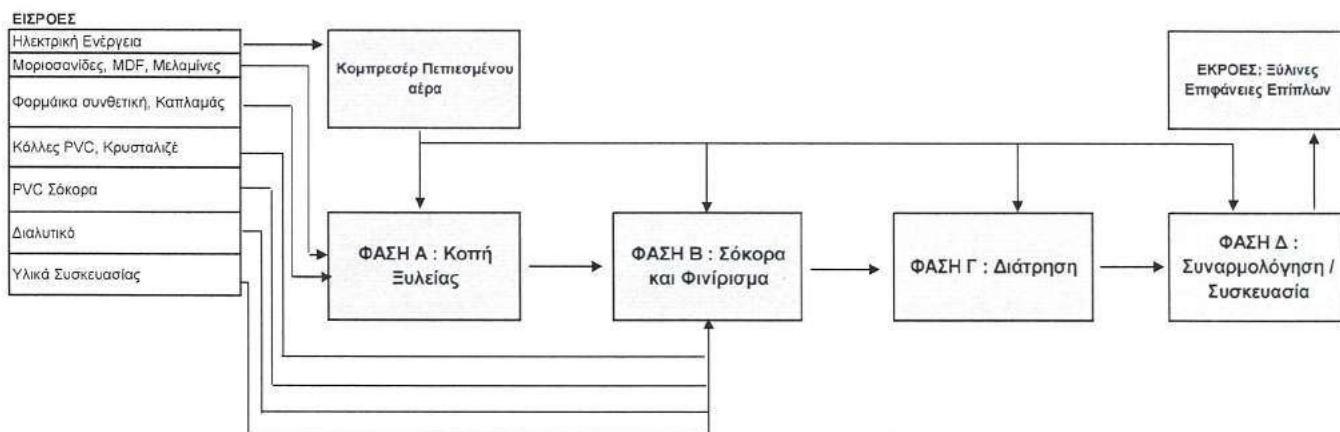 ΕΙΣΡΟΕΣ
Ηλεκτρική Ενέργεια
Μοριοσανίδες, MDF, Μελαμίνες
Φορμάικα συνθετική, Καπλαμάς
Κόλλες PVC, Κρυσταλιζέ
PVC Σόκορα
Διαλυτικό
Υλικά Συσκευασίας
Κομπρεσέρ Πεπιεσμένου
αέρα
ΕΚΡΟΕΣ: Ξύλινες
Επιφάνειες Επίπλων
ΦΑΣΗ Α : Κοπή
Ξυλείας
ΦΑΣΗ Β : Σόκορα
και Φινίρισμα
ΦΑΣΗ Γ : Διάτρηση
ΦΑΣΗ Δ :
Συναρμολόγηση /
Συσκευασία